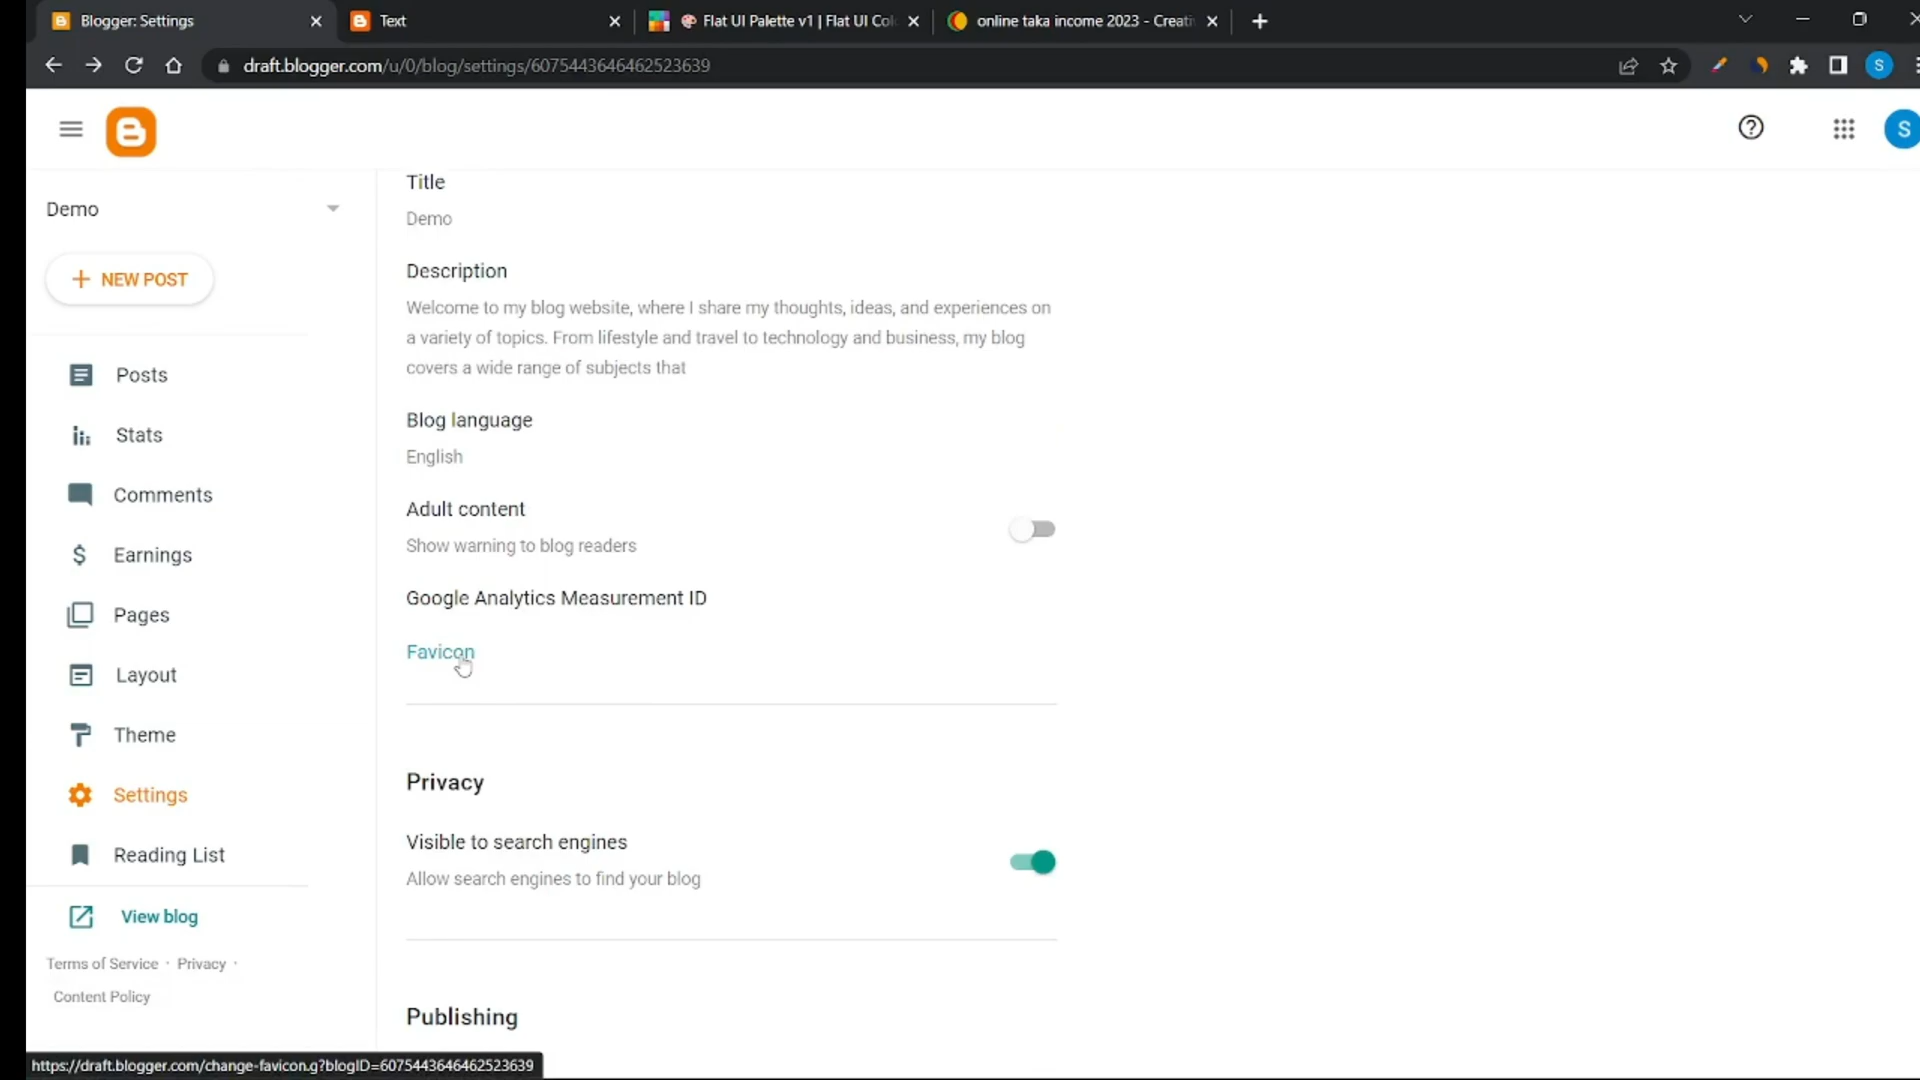 Blogger: Settings
Text
Flat UI Palette v1 | Flat UI Col
online taka income 2023 - Creati
draft.blogger.com/u/0/blog/settings/6075443646462523639
S
S
Demo
NEW POST
Posts
Stats
Comments
Earnings
Pages
Layout
Theme
Settings
Reading List
View blog
Terms of Service · Privacy ·
Content Policy
Title
Demo
Description
Welcome to my blog website, where I share my thoughts, ideas, and experiences on
a variety of topics. From lifestyle and travel to technology and business, my blog
covers a wide range of subjects that
Blog language
English
Adult content
Show warning to blog readers
Google Analytics Measurement ID
Favicon
Privacy
Visible to search engines
Allow search engines to find your blog
Publishing
https://draft.blogger.com/change-favicon.g?blogID=6075443646462523639